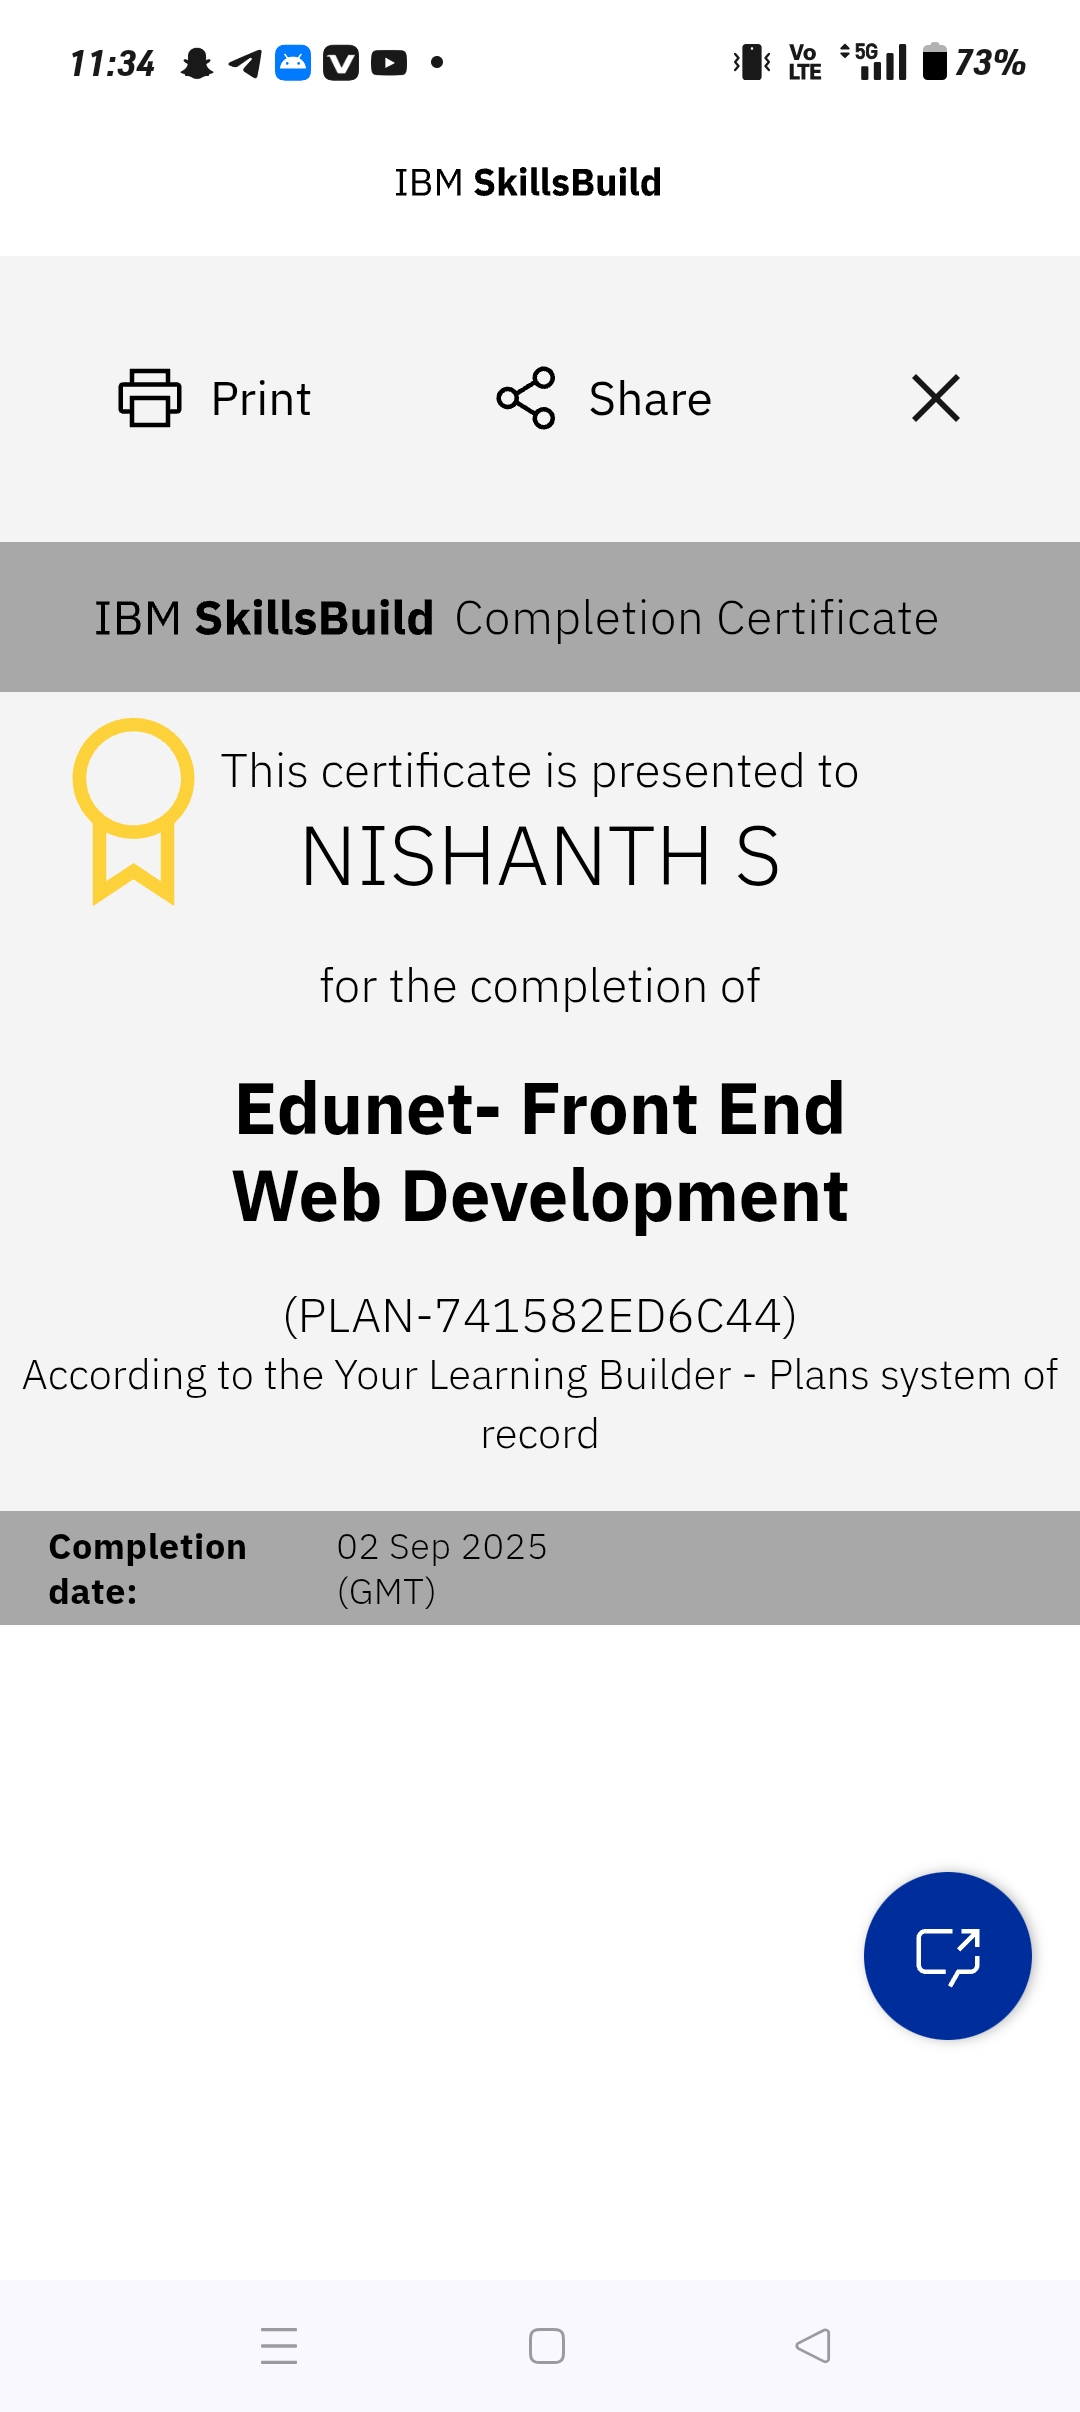 11:34 Vo LTE 5G 73%
IBM SkillsBuild
Print Share
IBM SkillsBuild Completion Certificate
This certificate is presented to
NISHANTH S
for the completion of
Edunet- Front End
Web Development
(PLAN-741582ED6C44)
According to the Your Learning Builder - Plans system of
record
Completion date: 02 Sep 2025 (GMT)